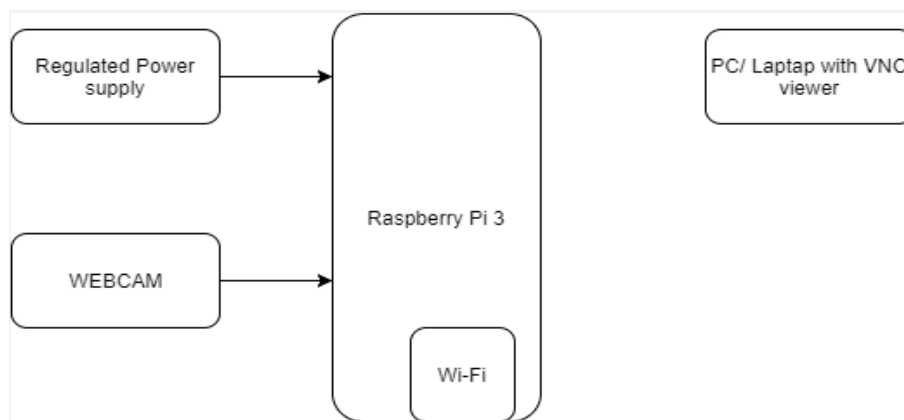 Regulated Power
supply
PC/ Laptap with VNC
viewer
Raspberry Pi 3
WEBCAM
Wi-Fi